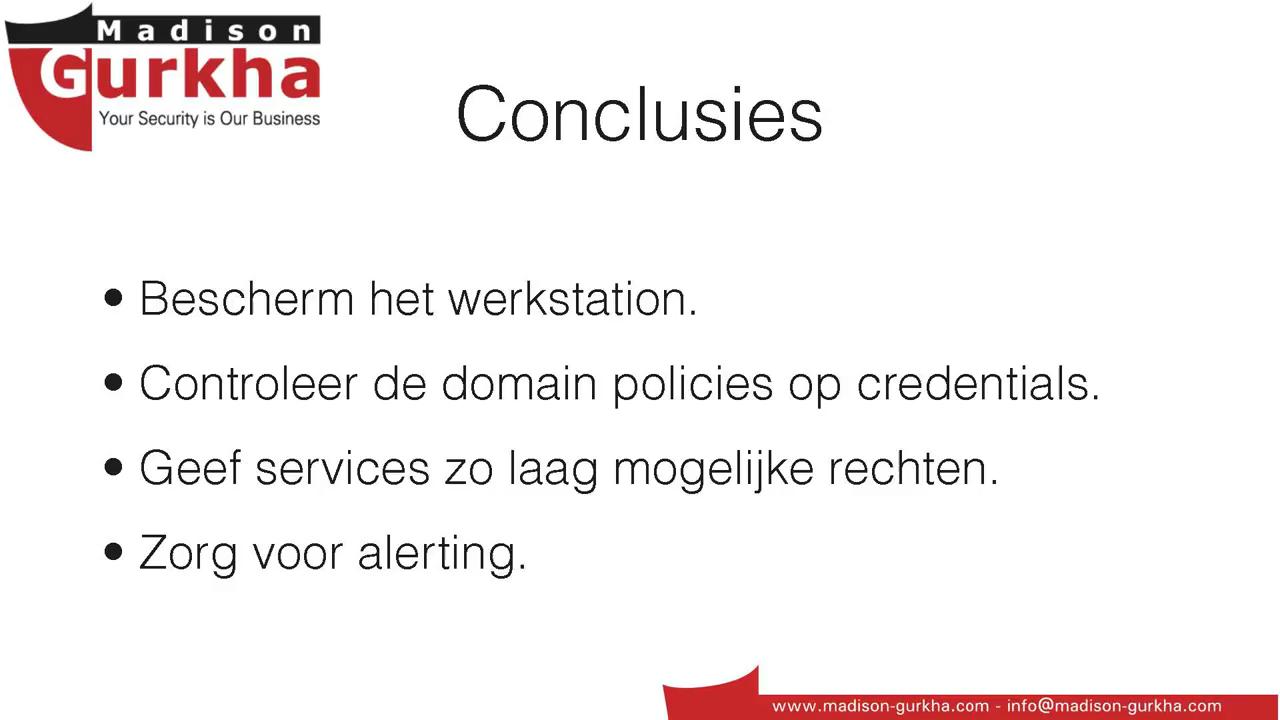 Madison
Gurkha
Your Security is Our Business
Conclusies
• Bescherm het werkstation.
• Controleer de domain policies op credentials.
• Geef services zo laag mogelijke rechten.
• Zorg voor alerting.
www.madison-gurkha.com - info@madison-gurkha.com